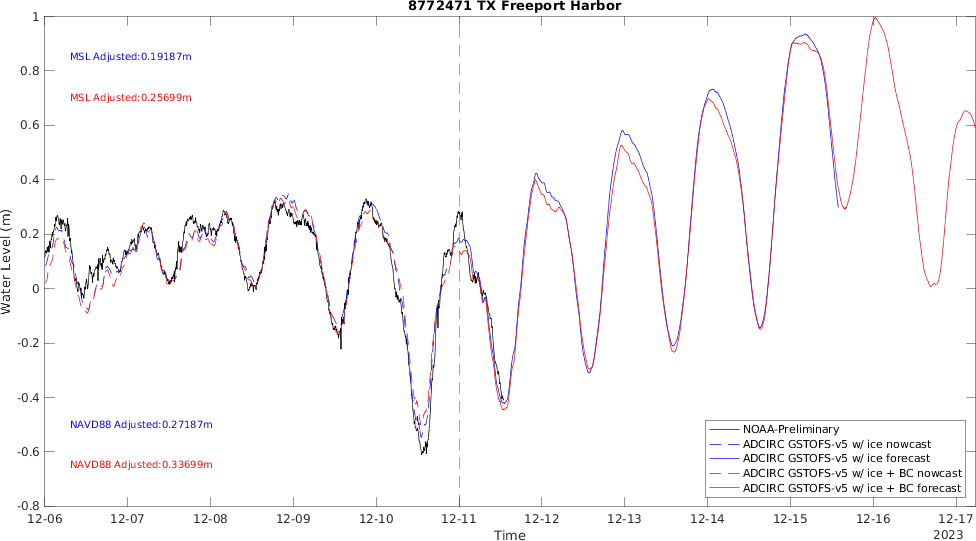 8772471 TX Freeport Harbor
MSL Adjusted:0.19187m
MSL Adjusted:0.25699m
NAVD88 Adjusted:0.27187m
NAVD88 Adjusted:0.33699m
Water Level (m)
1
0.8
0.6
0.4
0.2
0
-0.2
-0.4
-0.6
-0.8
NOAA-Preliminary
ADCIRC GSTOFS-v5 w/ ice nowcast
ADCIRC GSTOFS-v5 w/ ice forecast
ADCIRC GSTOFS-v5 w/ ice + BC nowcast
ADCIRC GSTOFS-v5 w/ ice + BC forecast
12-06 12-07 12-08 12-09 12-10 12-11 12-12 12-13 12-14 12-15 12-16 12-17
Time
2023